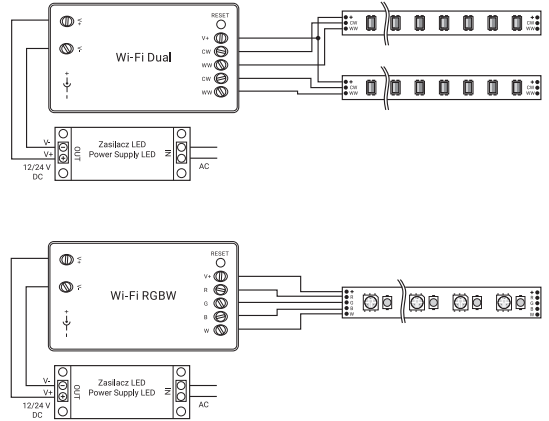 RESET
V+
CW
WW
CW
WW
Wi-Fi Dual
V+
V-
+
-
+
CW
WW
+
CW
WW
+
CW
WW
+
CW
WW
V-
V+
12/24 V
DC
OUT
Zasilacz LED
Power Supply LED
IN
AC
RESET
V+
R
G
B
W
Wi-Fi RGBW
+
-
+
R
G
B
W
+
R
G
B
W
V-
V+
12/24 V
DC
OUT
Zasilacz LED
Power Supply LED
IN
AC